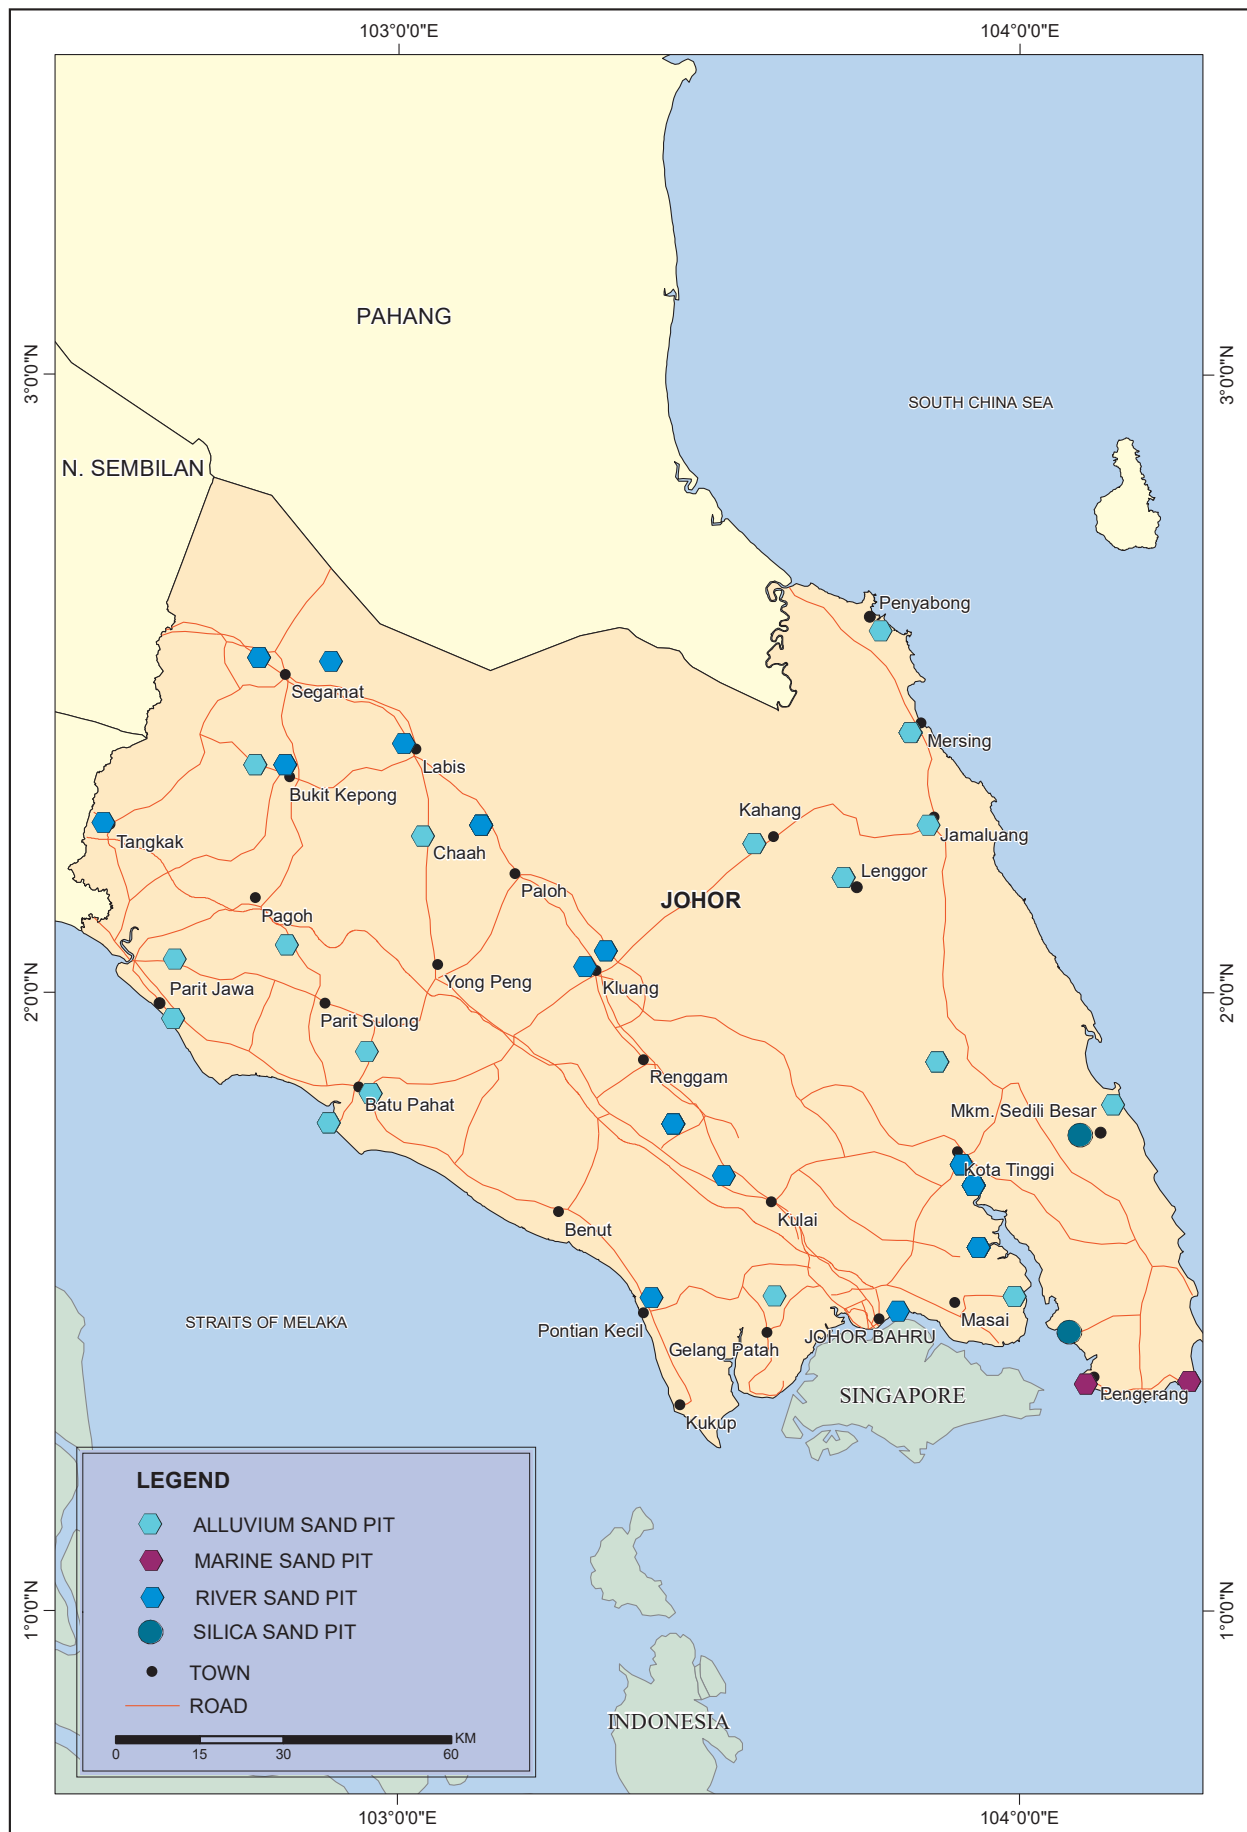 103°0'0"E
104°0'0"E
PAHANG
3°0'0"N
3°0'0"N
SOUTH CHINA SEA
N. SEMBILAN
Penyabong
Segamat
Mersing
Labis
Bukit Kepong
Kahang
Tangkak
Chaah
Jamaluang
Lenggor
Paloh
JOHOR
Pagoh
Yong Peng
Kluang
2°0'0"N
2°0'0"N
Parit Jawa
Parit Sulong
Renggam
Batu Pahat
Mkm. Sedili Besar
Kota Tinggi
Benut
Kulai
STRAITS OF MELAKA
Pontian Kecil
Masai
JOHOR BAHRU
Gelang Patah
SINGAPORE
Pengerang
Kukup
LEGEND
ALLUVIUM SAND PIT
MARINE SAND PIT
RIVER SAND PIT
SILICA SAND PIT
TOWN
ROAD
KM
0 15 30 60
1°0'0"N
1°0'0"N
INDONESIA
103°0'0"E
104°0'0"E